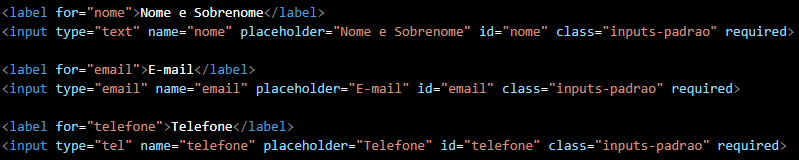 <label for="nome">Nome e Sobrenome</label>
<input type="text" name="nome" placeholder="Nome e Sobrenome" id="nome" class="inputs-padrao" required>
<label for="email">E-mail</label>
<input type="email" name="email" placeholder="E-mail" id="email" class="inputs-padrao" required>
<label for="telefone">Telefone</label>
<input type="tel" name="telefone" placeholder="Telefone" id="telefone" class="inputs-padrao" required>